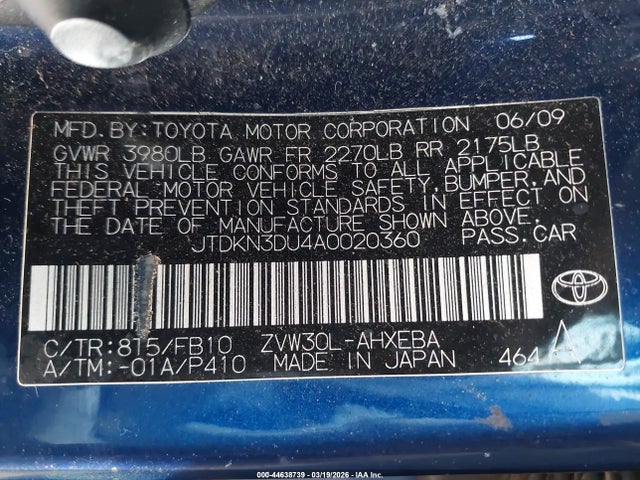 MFD.BY:TOYOTA MOTOR CORPORATION 06/09
GVWR 3980LB GAWR FR 2270LB RR 2175LB
THIS VEHICLE CONFORMS TO ALL APPLICABLE
FEDERAL MOTOR VEHICLE SAFETY,BUMPER,AND
THEFT PREVENTION STANDARDS IN EFFECT ON
THE DATE OF MANUFACTURE SHOWN ABOVE.
JTDKN3DU4A0020360 PASS.CAR
TOYOTA
C/TR:8T5/FB10 ZVW30L-AHXEBA A
A/TM:-01A/P410 MADE IN JAPAN 464
000-44638739 - 03/19/2026 - IAA Inc.